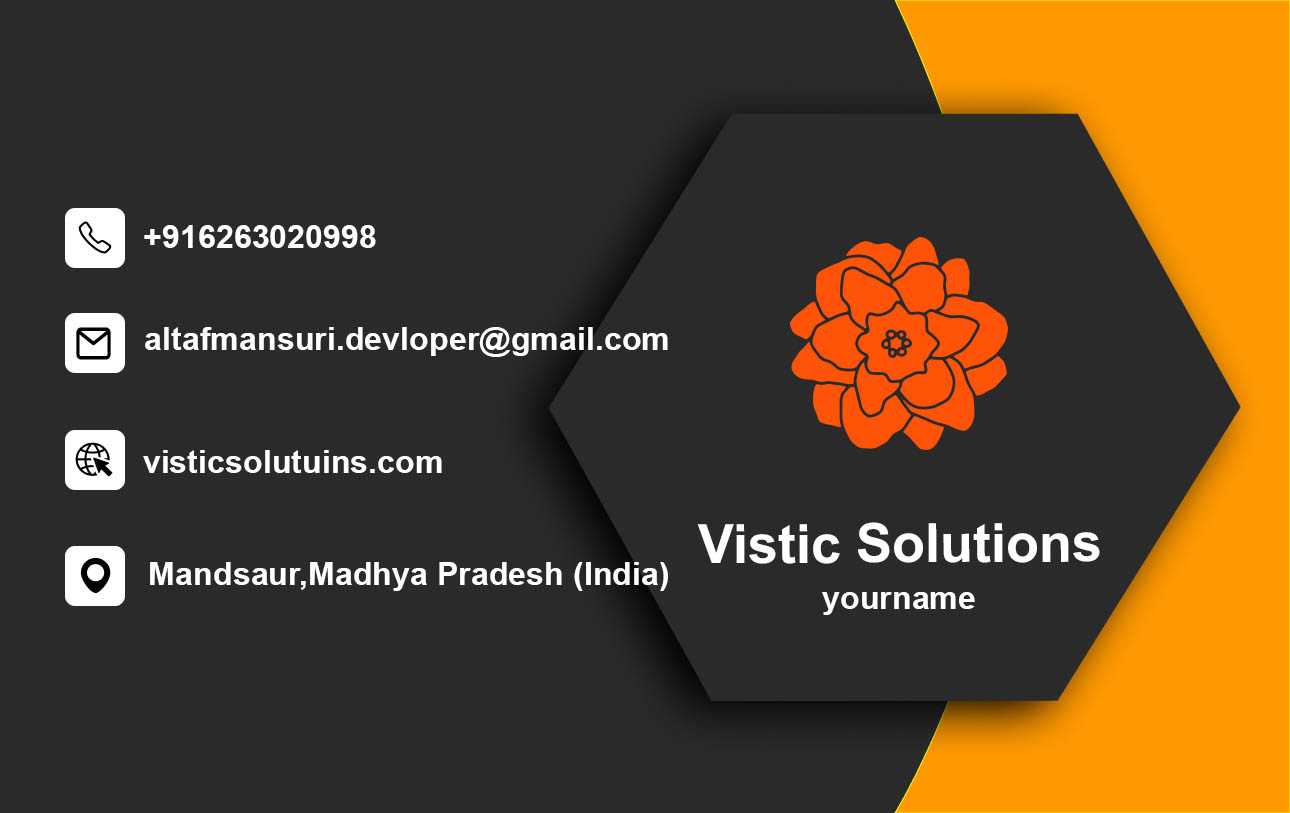 +916263020998
altafmansuri.devloper@gmail.com
visticsolutuins.com
Mandsaur,Madhya Pradesh (India)
Vistic Solutions
yourname